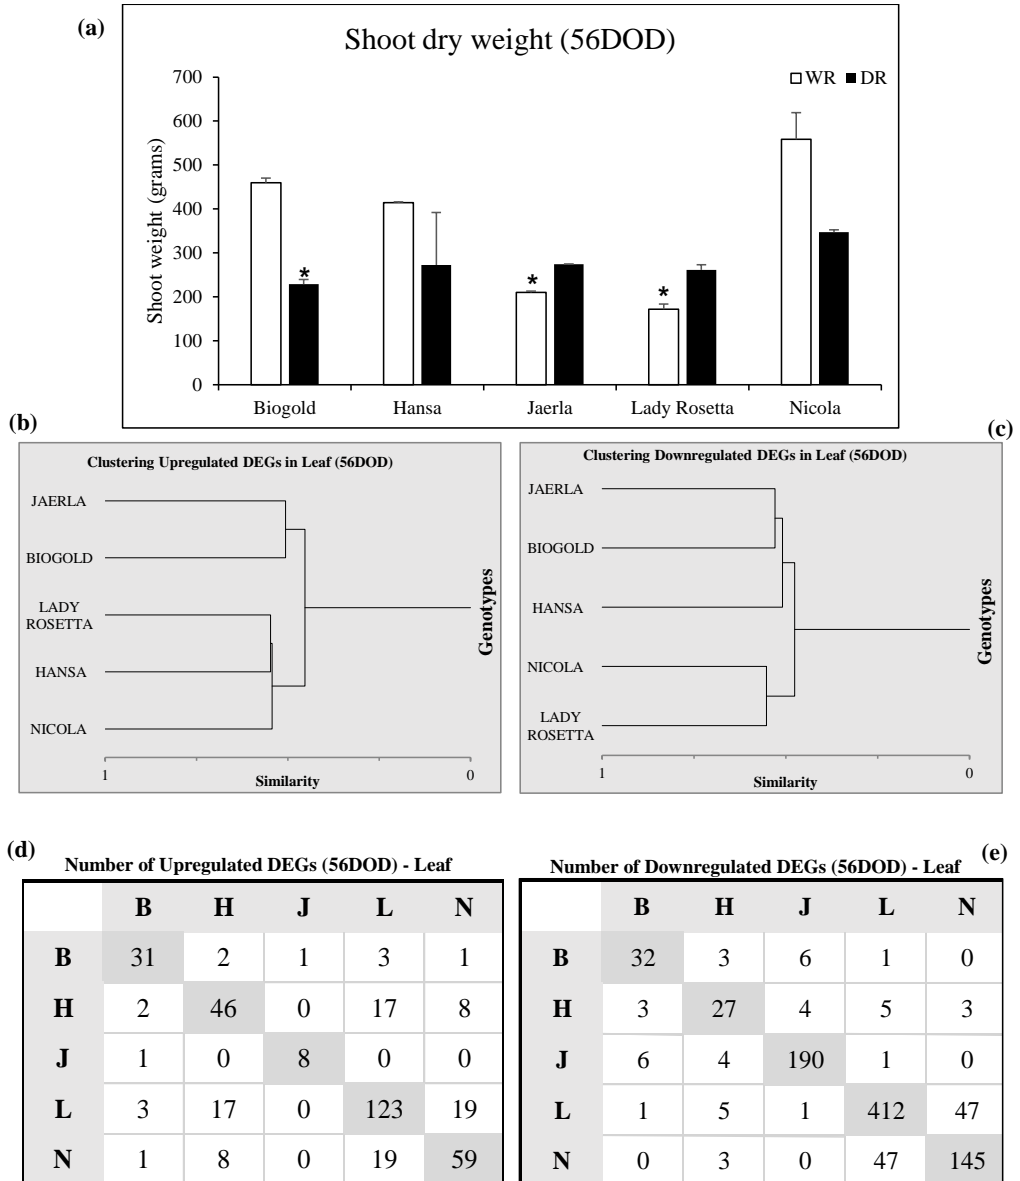 (a)
Shoot dry weight (56DOD)
WR DR
Shoot weight (grams)
700
600
500
400
300
200
100
0
Biogold Hansa Jaerla Lady Rosetta Nicola
*
*
*
(b)
Clustering Upregulated DEGs in Leaf (56DOD)
JAERLA
BIOGOLD
LADY
ROSETTA
HANSA
NICOLA
Genotypes
1 Similarity 0
(c)
Clustering Downregulated DEGs in Leaf (56DOD)
JAERLA
BIOGOLD
HANSA
NICOLA
LADY
ROSETTA
Genotypes
1 Similarity 0
(d)
Number of Upregulated DEGs (56DOD) - Leaf
B H J L N
B 31 2 1 3 1
H 2 46 0 17 8
J 1 0 8 0 0
L 3 17 0 123 19
N 1 8 0 19 59
(e)
Number of Downregulated DEGs (56DOD) - Leaf
B H J L N
B 32 3 6 1 0
H 3 27 4 5 3
J 6 4 190 1 0
L 1 5 1 412 47
N 0 3 0 47 145